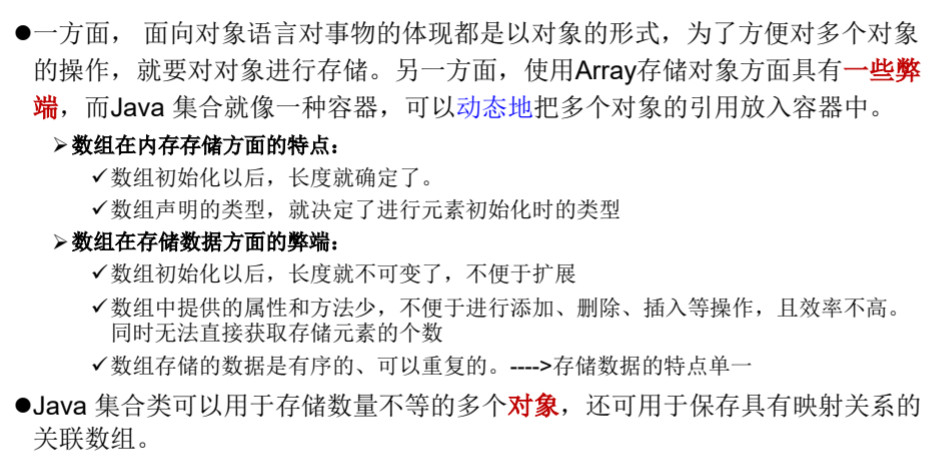 ●一方面， 面向对象语言对事物的体现都是以对象的形式，为了方便对多个对象
的操作，就要对对象进行存储。另一方面，使用Array存储对象方面具有一些弊
端，而Java 集合就像一种容器，可以动态地把多个对象的引用放入容器中。
➢数组在内存存储方面的特点：
✓数组初始化以后，长度就确定了。
✓数组声明的类型，就决定了进行元素初始化时的类型
➢数组在存储数据方面的弊端：
✓数组初始化以后，长度就不可变了，不便于扩展
✓数组中提供的属性和方法少，不便于进行添加、删除、插入等操作，且效率不高。
同时无法直接获取存储元素的个数
✓数组存储的数据是有序的、可以重复的。---->存储数据的特点单一
●Java 集合类可以用于存储数量不等的多个对象，还可用于保存具有映射关系的
关联数组。